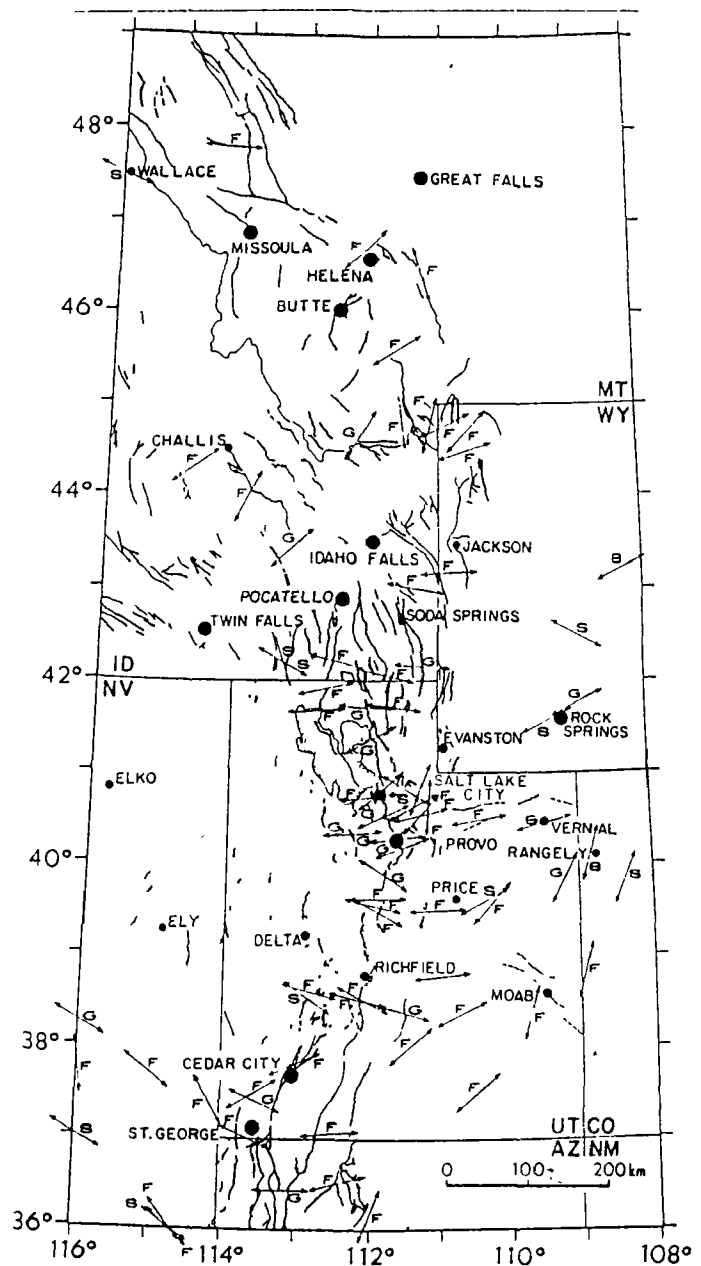 48°
F
S WALLACE
GREAT FALLS
MISSOULA
F
HELENA
F
46°
BUTTE
F
MT
WY
F
F
F
G
F
CHALLIS
F
F
44°
G
JACKSON
IDAHO FALLS
B
F
F
POCATELLO
SODA SPRINGS
TWIN FALLS
S
S
S
F
G
42°
ID
NV
F
F
G
F
F
G
ROCK
SPRINGS
S
G
EVANSTON
ELKO
SALT LAKE
CITY
F
S
F
G
F
F
S
VERNAL
G
G
F
PROVO
RANGELY
40°
G
G
B
S
PRICE
S
F
F
F
F
ELY
DELTA
RICHFIELD
F
S
F
F
G
F
MOAB
F
G
38°
F
F
F
CEDAR CITY
F
F
F
F
G
F
S
ST. GEORGE
F
UT CO
AZ NM
0 100 200 km
F
G
S
F
F
36°
116° 114° 112° 110° 108°